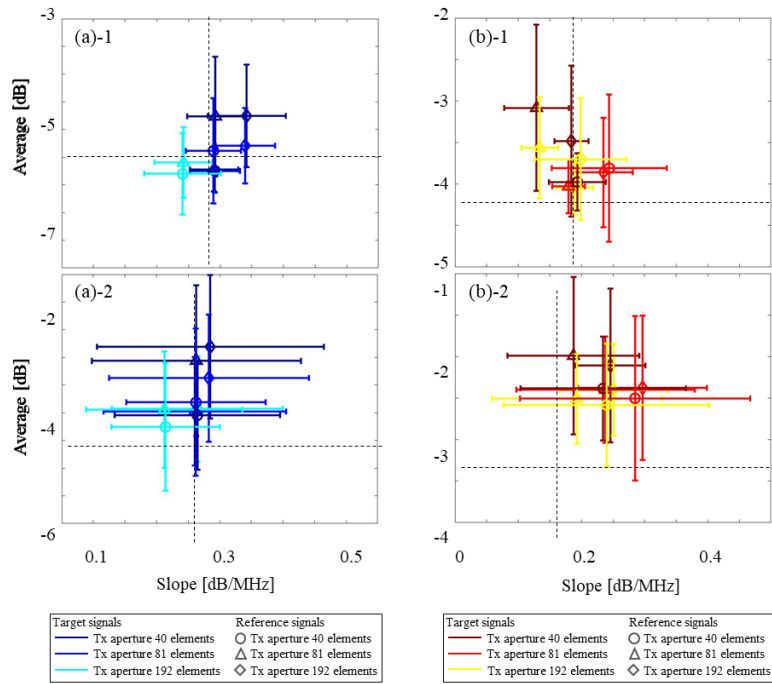 (a)-1
-3
-5
-7
Average [dB]
(b)-1
-2
-3
-4
-5
Average [dB]
(a)-2
-2
-4
-6
Average [dB]
0.1 0.3 0.5
Slope [dB/MHz]
(b)-2
-1
-2
-3
-4
Average [dB]
0 0.2 0.4
Slope [dB/MHz]
Target signals Reference signals
Tx aperture 40 elements Tx aperture 40 elements
Tx aperture 81 elements Tx aperture 81 elements
Tx aperture 192 elements Tx aperture 192 elements
Target signals Reference signals
Tx aperture 40 elements Tx aperture 40 elements
Tx aperture 81 elements Tx aperture 81 elements
Tx aperture 192 elements Tx aperture 192 elements